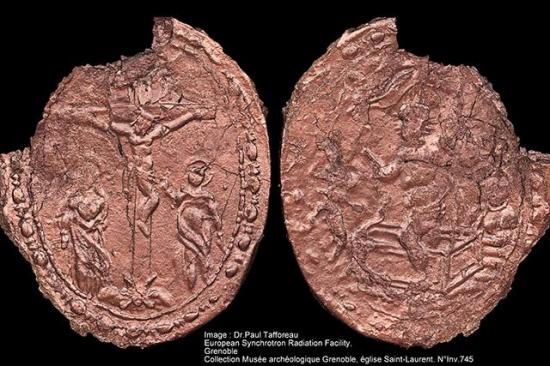 Image : Dr.Paul Tafforeau
European Synchrotron Radiation Facility,
Grenoble
Collection Musée archéologique Grenoble, église Saint-Laurent. N°Inv.745